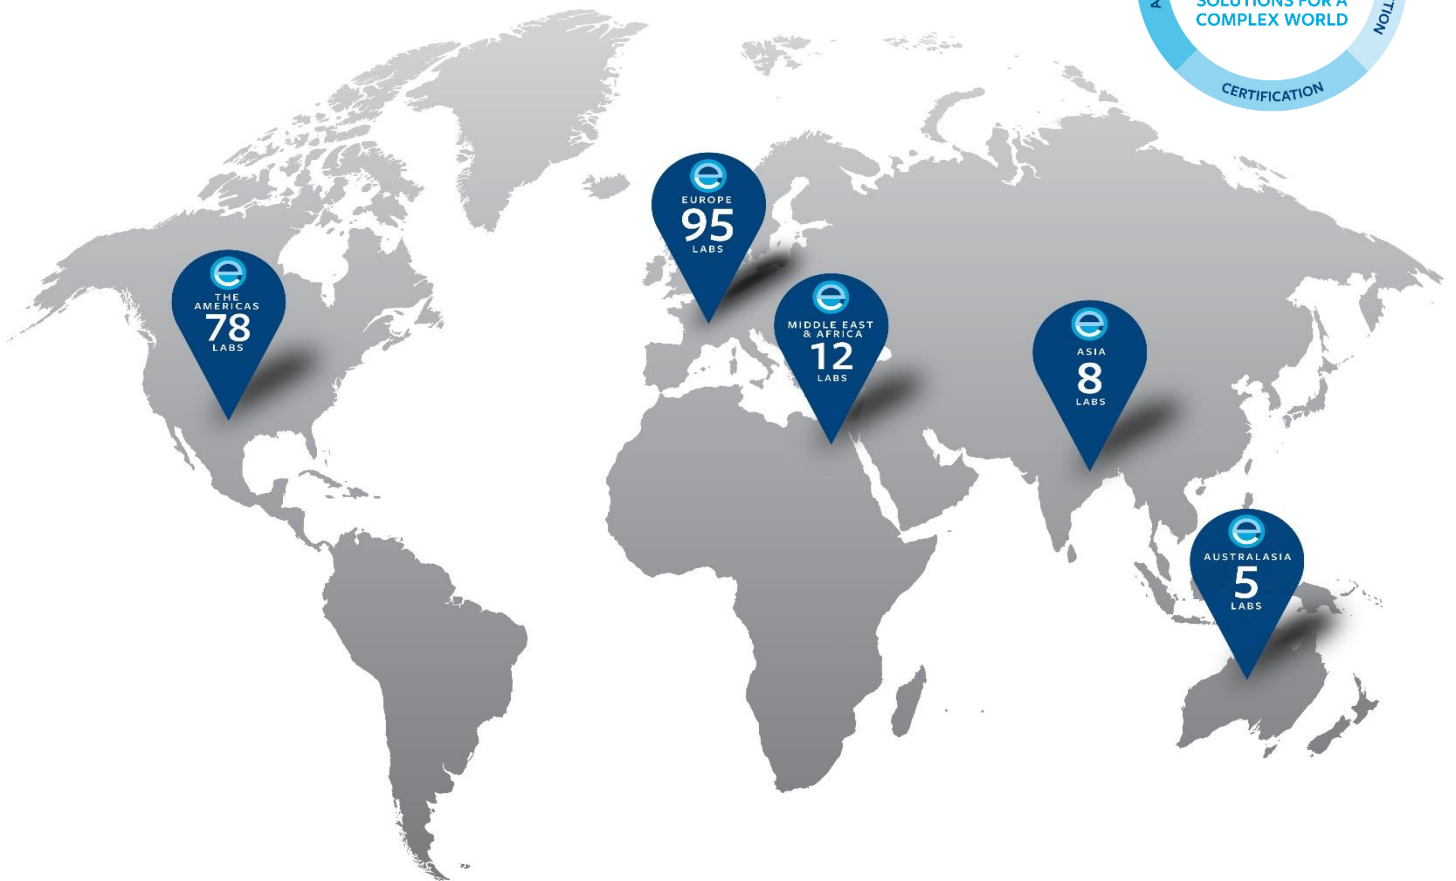 SOLUTIONS FOR A
COMPLEX WORLD
CERTIFICATION
EUROPE
95
LABS
THE
AMERICAS
78
LABS
MIDDLE EAST
& AFRICA
12
LABS
ASIA
8
LABS
AUSTRALASIA
5
LABS